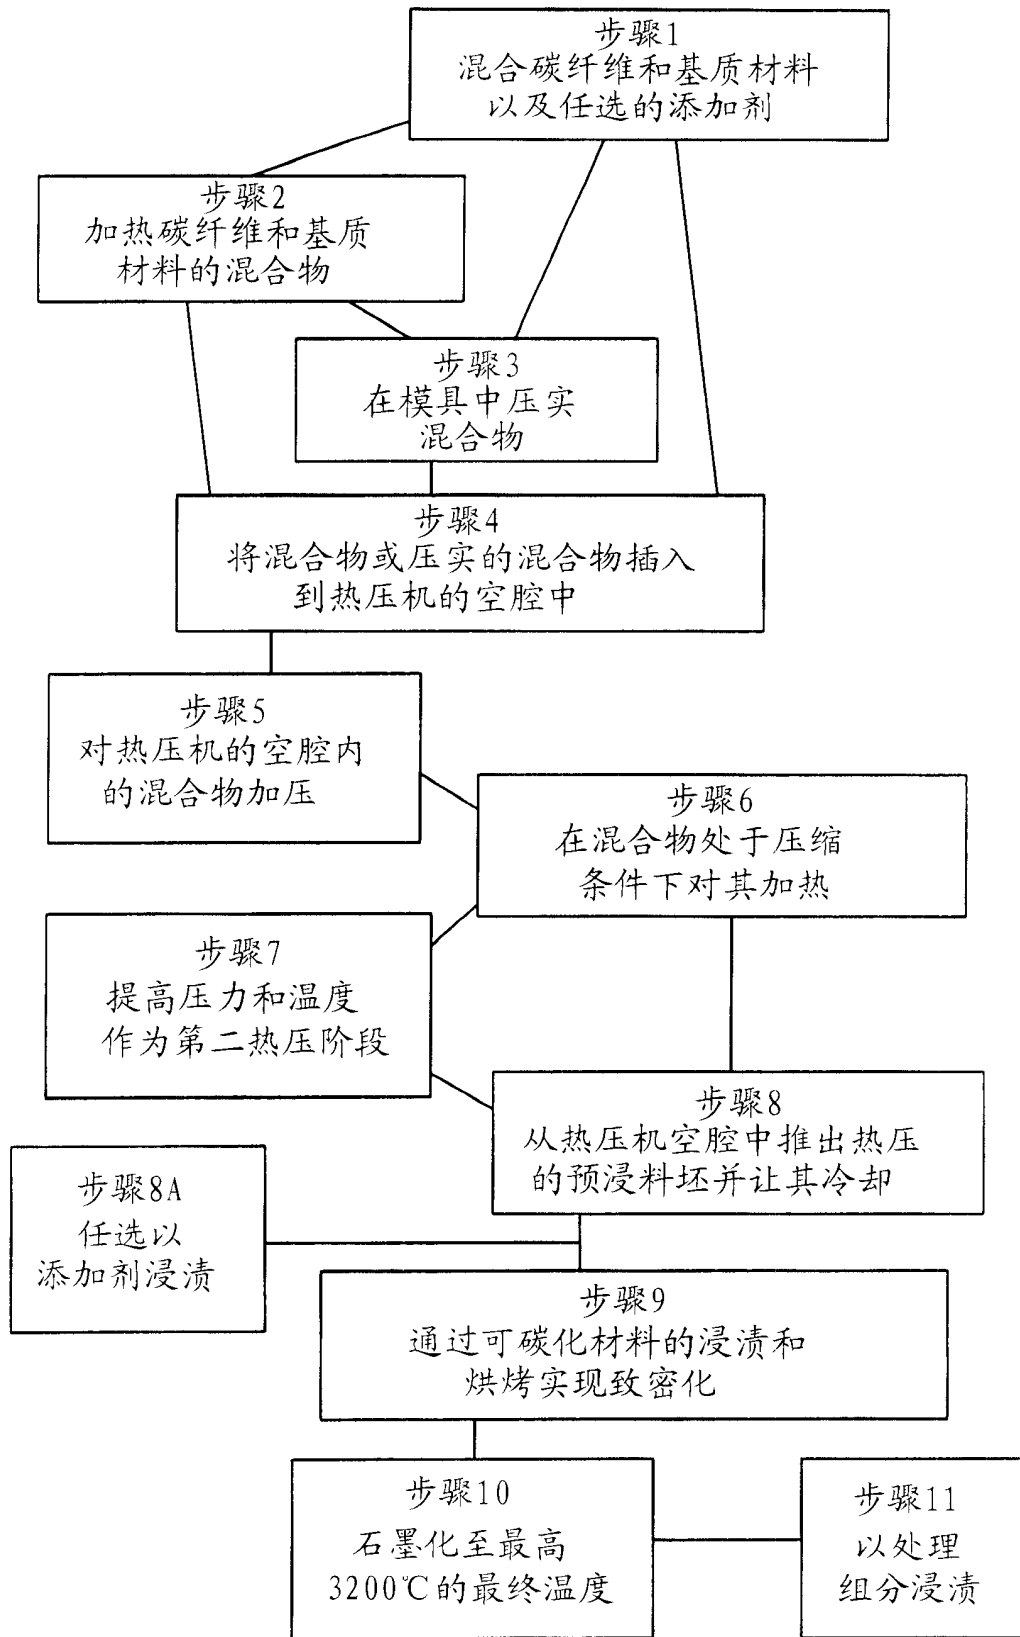 步骤1
混合碳纤维和基质材料
以及任选的添加剂
步骤2
加热碳纤维和基质
材料的混合物
步骤3
在模具中压实
混合物
步骤4
将混合物或压实的混合物插入
到热压机的空腔中
步骤5
对热压机的空腔内
的混合物加压
步骤6
在混合物处于压缩
条件下对其加热
步骤7
提高压力和温度
作为第二热压阶段
步骤8
从热压机空腔中推出热压
的预浸料坯并让其冷却
步骤8A
任选以
添加剂浸渍
步骤9
通过可碳化材料的浸渍和
烘烤实现致密化
步骤10
石墨化至最高
3200℃的最终温度
步骤11
以处理
组分浸渍